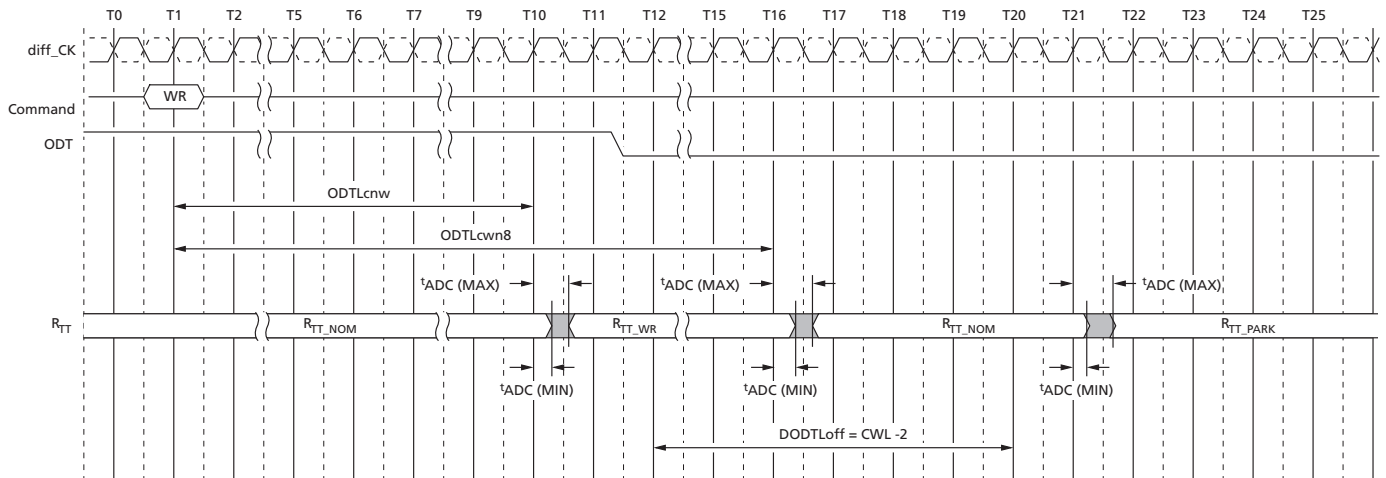 T0 T1 T2 T5 T6 T7 T9 T10 T11 T12 T15 T16 T17 T18 T19 T20 T21 T22 T23 T24 T25
diff_CK
WR
Command
ODT
ODTLcnw
ODTLcwn8
tADC (MAX) tADC (MAX) tADC (MAX)
RTT RTT_NOM RTT_WR RTT_NOM RTT_PARK
tADC (MIN) tADC (MIN) tADC (MIN)
DODTLoff = CWL -2